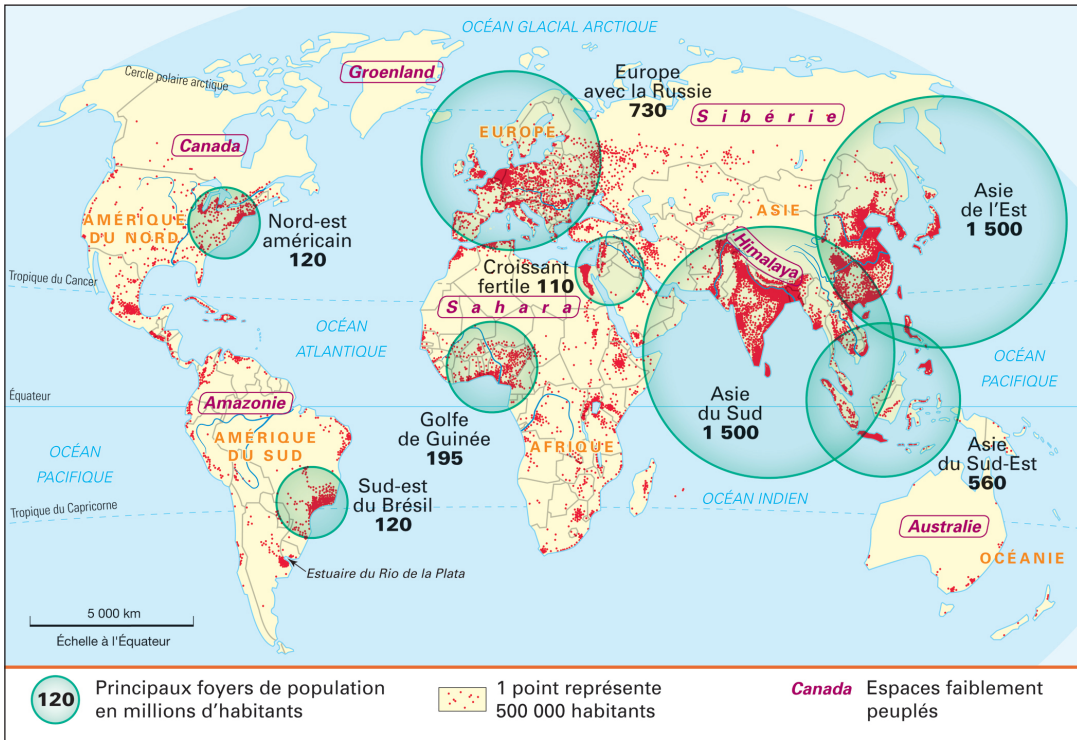 OCÉAN GLACIAL ARCTIQUE
Groenland
Cercle polaire arctique
Europe
avec la Russie
730
Sibérie
Canada
EUROPE
AMÉRIQUE
DU NORD
Nord-est
américain
120
ASIE
Asie
de l'Est
1 500
Himalaya
Tropique du Cancer
Croissant
fertile 110
Sahara
OCÉAN
ATLANTIQUE
OCÉAN
PACIFIQUE
Équateur
Amazonie
Asie
du Sud
1 500
Golfe
de Guinée
195
AFRIQUE
AMÉRIQUE
DU SUD
OCÉAN
PACIFIQUE
Asie
du Sud-Est
560
Sud-est
du Brésil
120
OCÉAN INDIEN
Tropique du Capricorne
Australie
OCÉANIE
Estuaire du Rio de la Plata
5 000 km
Échelle à l'Équateur
120
Principaux foyers de population
en millions d'habitants
1 point représente
500 000 habitants
Canada
Espaces faiblement
peuplés